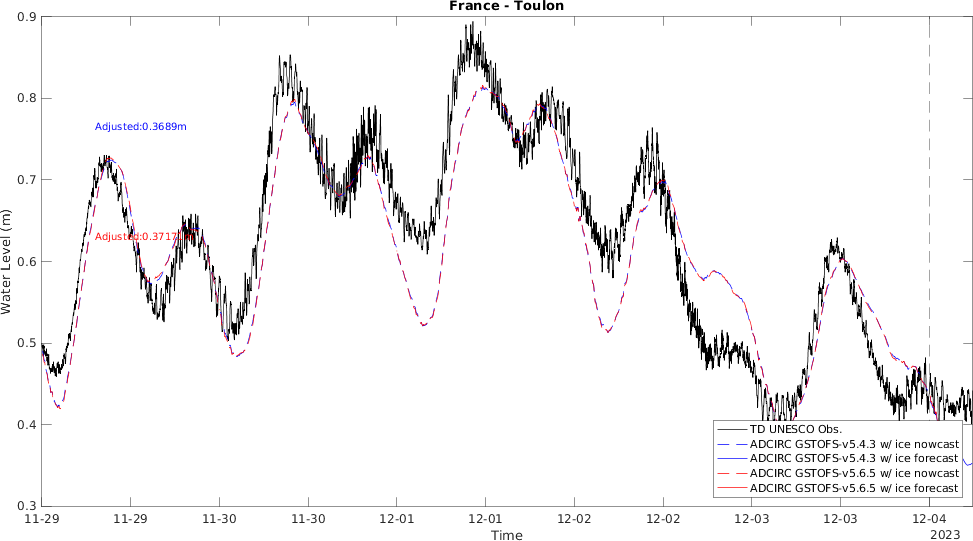 France - Toulon
0.9
0.8
0.7
0.6
0.5
0.4
0.3
Water Level (m)
Adjusted:0.3689m
Adjusted:0.3717
TD UNESCO Obs.
ADCIRC GSTOFS-v5.4.3 w/ ice nowcast
ADCIRC GSTOFS-v5.4.3 w/ ice forecast
ADCIRC GSTOFS-v5.6.5 w/ ice nowcast
ADCIRC GSTOFS-v5.6.5 w/ ice forecast
11-29 11-29 11-30 11-30 12-01 12-01 12-02 12-02 12-03 12-03 12-04
Time
2023